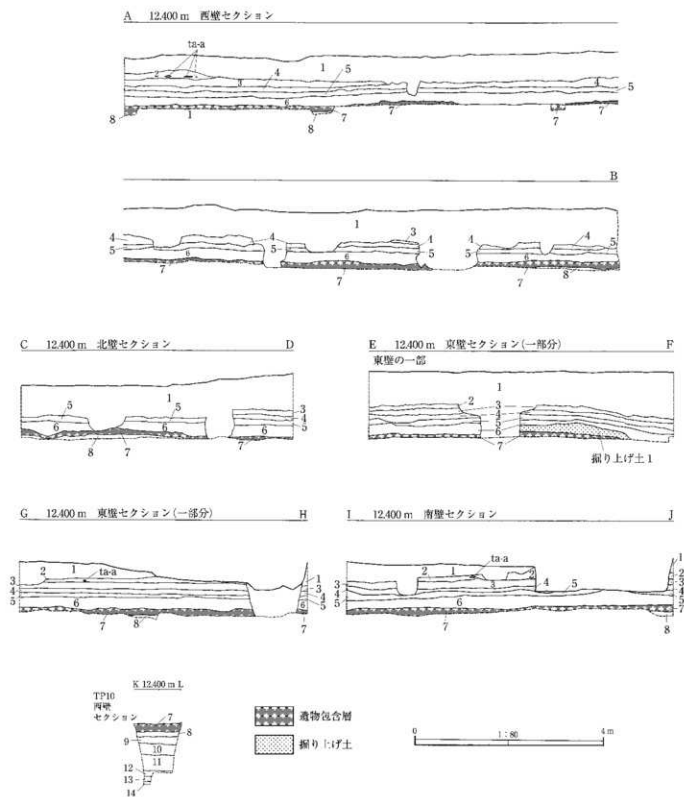 A 12.400 m 西壁セクション
ta-a
2 3 4 5 1 4 5
8 1 8 6 7 7 7 7
B
1
4 4 3 4 4
5 5 4 5 5
6 6 6
7 7 7 8
C 12.400 m 北壁セクション D
5 1 5 3
6 6 6 4
8 7 5
E 12.400 m 東壁セクション(一部分) F
東壁の一部
1
2 3
4
5
6
7
掘り上げ土 1
G 12.400 m 東壁セクション(一部分) H
2 1 ta-a 1
3 3
4 4
5 6 6 5
7 8 7 7
I 12.400 m 南壁セクション J
2 1 ta-a 2 1
3 3 4 5 2
4 3
5 6 4
7 5
7
8
K 12.400 m L
TP10
西壁
セクション
7
8
9
10
11
12
13
14
遺物包含層
掘り上げ土
0 1:80 4 m